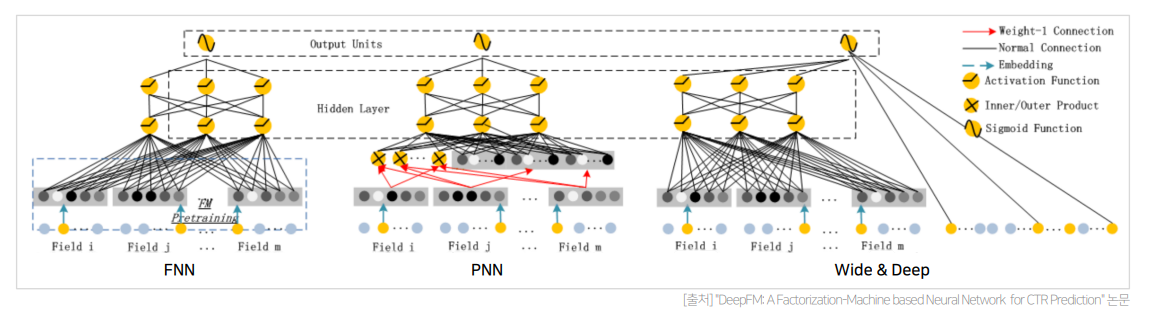 Output Units
Hidden Layer
Weight-1 Connection
Normal Connection
Embedding
Activation Function
Inner/Outer Product
Sigmoid Function
FM
Pretraining
Field i
Field j
...
Field m
FNN
...
...
Field i
Field j
...
Field m
PNN
...
Field i
Field j
...
Field m
Wide & Deep
[출처] "DeepFM: A Factorization-Machine based Neural Network for CTR Prediction" 논문